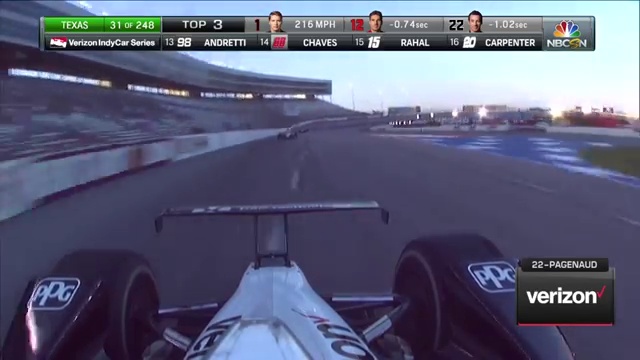 TEXAS 31 OF 248 TOP 3 1 216 MPH 12 -0.74SEC 22 -1.02SEC
Verizon IndyCar Series 13 98 ANDRETTI 14 CHAVES 15 15 RAHAL 16 20 CARPENTER
NBCSN
PPG
PPG
22-PAGENAUD
verizon